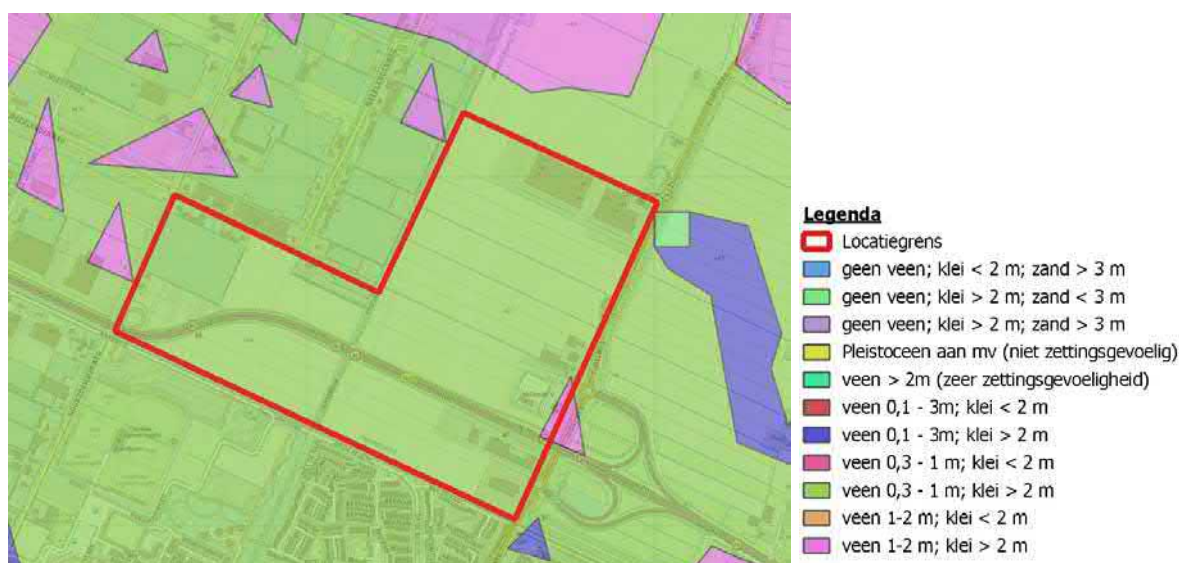 Legenda
Locatiegrens
geen veen; klei < 2 m; zand > 3 m
geen veen; klei > 2 m; zand < 3 m
geen veen; klei > 2 m; zand > 3 m
Pleistoceen aan mv (niet zettingsgevoelig)
veen > 2m (zeer zettingsgevoeligheid)
veen 0,1 - 3m; klei < 2 m
veen 0,1 - 3m; klei > 2 m
veen 0,3 - 1 m; klei < 2 m
veen 0,3 - 1 m; klei > 2 m
veen 1-2 m; klei < 2 m
veen 1-2 m; klei > 2 m